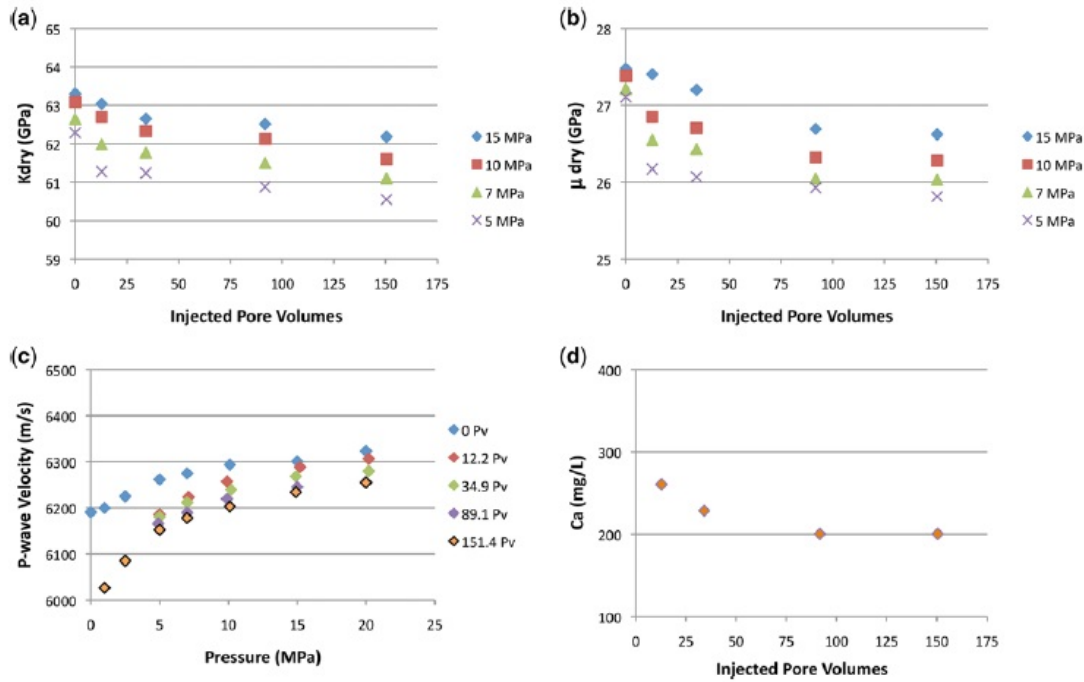 (a)
65
64
63
62
61
60
59
Kdry (GPa)
0 25 50 75 100 125 150 175
Injected Pore Volumes
15 MPa
10 MPa
7 MPa
5 MPa
(b)
28
27
26
25
μ dry (GPa)
0 25 50 75 100 125 150 175
Injected Pore Volumes
15 MPa
10 MPa
7 MPa
5 MPa
(c)
6500
6400
6300
6200
6100
6000
P-wave Velocity (m/s)
0 5 10 15 20 25
Pressure (MPa)
0 Pv
12.2 Pv
34.9 Pv
89.1 Pv
151.4 Pv
(d)
400
300
200
100
Ca (mg/L)
0 25 50 75 100 125 150 175
Injected Pore Volumes